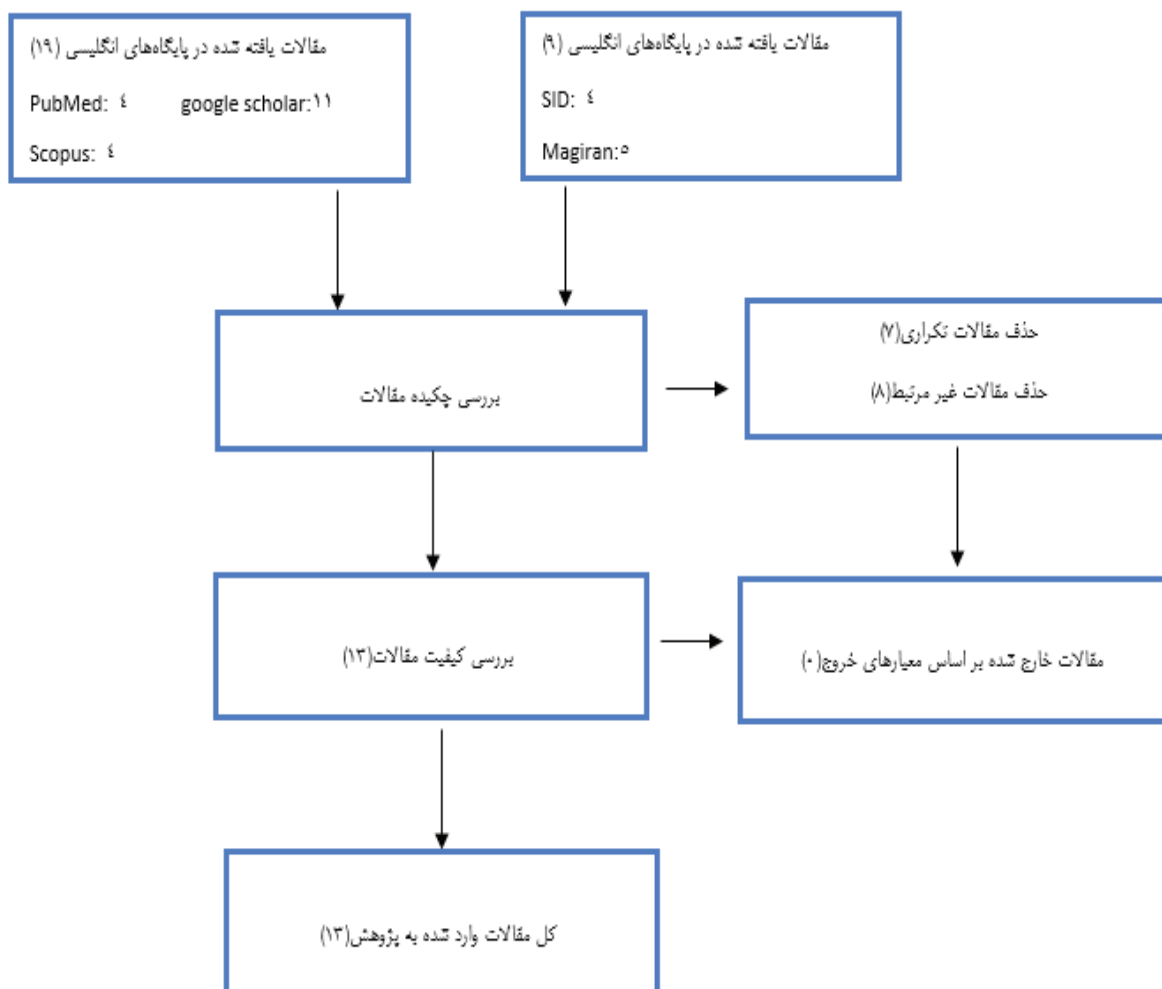 مقالات یافته شده در پایگاه‌های انگلیسی (۱۹)
PubMed: ٤ google scholar:۱۱
Scopus: ٤
مقالات یافته شده در پایگاه‌های انگلیسی (۹)
SID: ٤
Magiran:۵
بررسی چکیده مقالات
حذف مقالات تکراری(۷)
حذف مقالات غیر مرتبط(۸)
بررسی کیفیت مقالات(۱۳)
مقالات خارج شده بر اساس معیارهای خروج(۰)
کل مقالات وارد شده به پژوهش(۱۳)